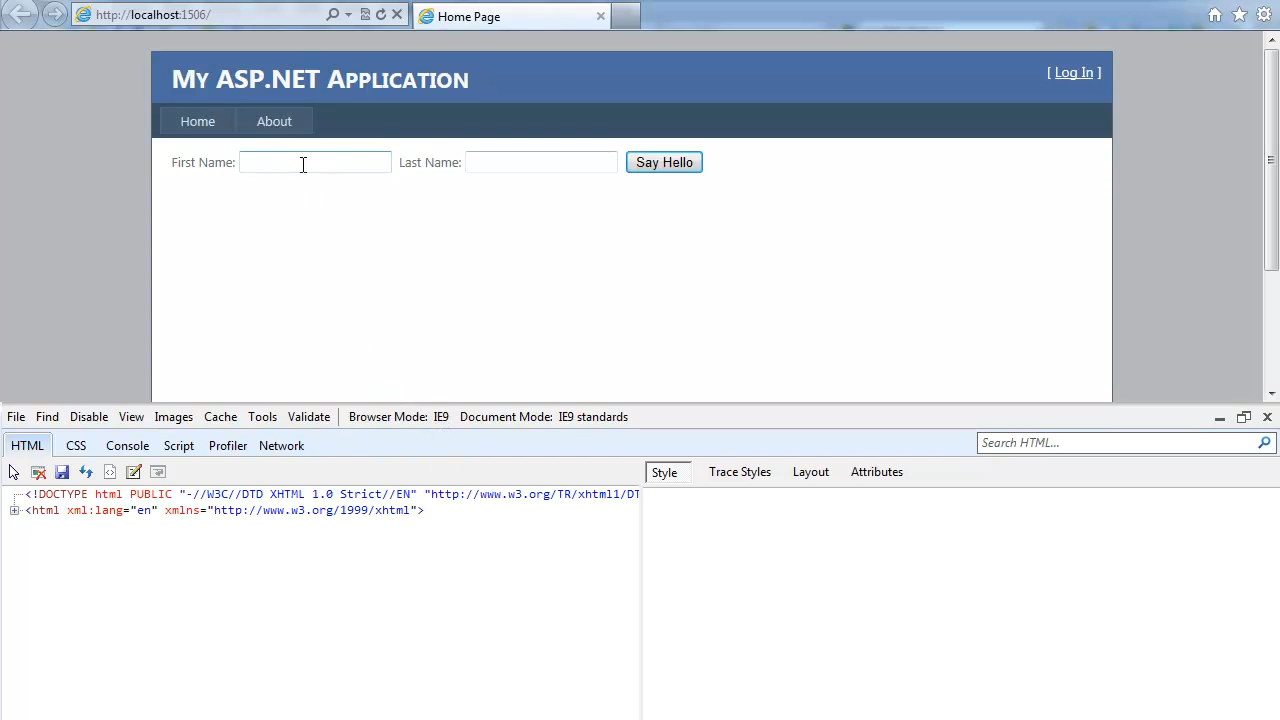 http://localhost:1506/
Home Page
MY ASP.NET APPLICATION
[ Log In ]
Home About
First Name: Last Name: Say Hello
File Find Disable View Images Cache Tools Validate Browser Mode: IE9 Document Mode: IE9 standards
HTML CSS Console Script Profiler Network Search HTML...
Style Trace Styles Layout Attributes
<!DOCTYPE html PUBLIC "-//W3C//DTD XHTML 1.0 Strict//EN" "http://www.w3.org/TR/xhtml1/DT
<html xml:lang="en" xmlns="http://www.w3.org/1999/xhtml">